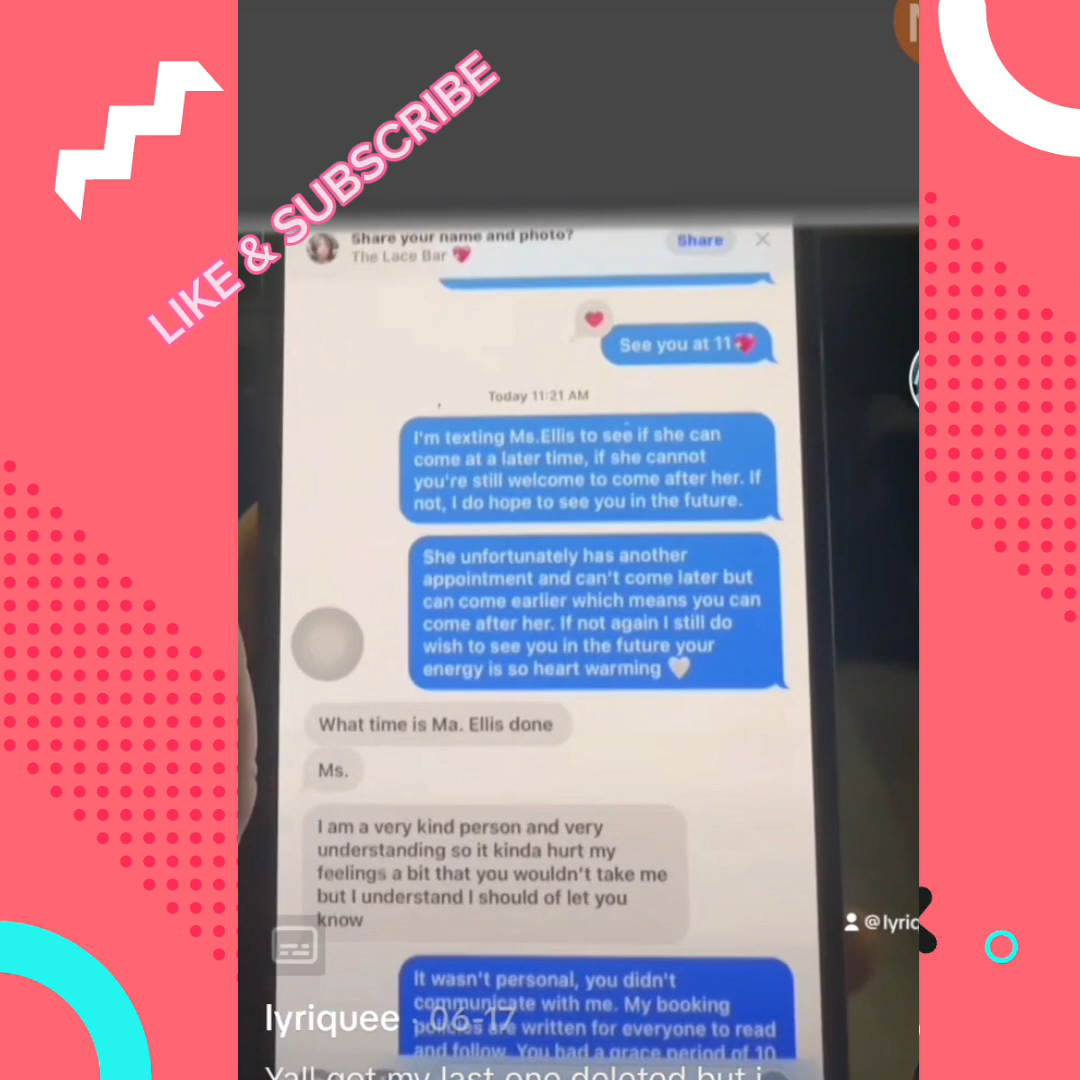 LIKE & SUBSCRIBE
Share your name and photo?
The Lace Bar 💖
Share
See you at 11💖
Today 11:21 AM
I'm texting Ms.Ellis to see if she can
come at a later time, if she cannot
you're still welcome to come after her. If
not, I do hope to see you in the future.
She unfortunately has another
appointment and can't come later but
can come earlier which means you can
come after her. If not again I still do
wish to see you in the future your
energy is so heart warming 🤍
What time is Ma. Ellis done
Ms.
I am a very kind person and very
understanding so it kinda hurt my
feelings a bit that you wouldn't take me
but I understand I should of let you
know
@lyric
It wasn't personal, you didn't
communicate with me. My booking
policies are written for everyone to read
and follow. You had a grace period of 10
lyriquee · 06-17
Yall got my last one deleted but i